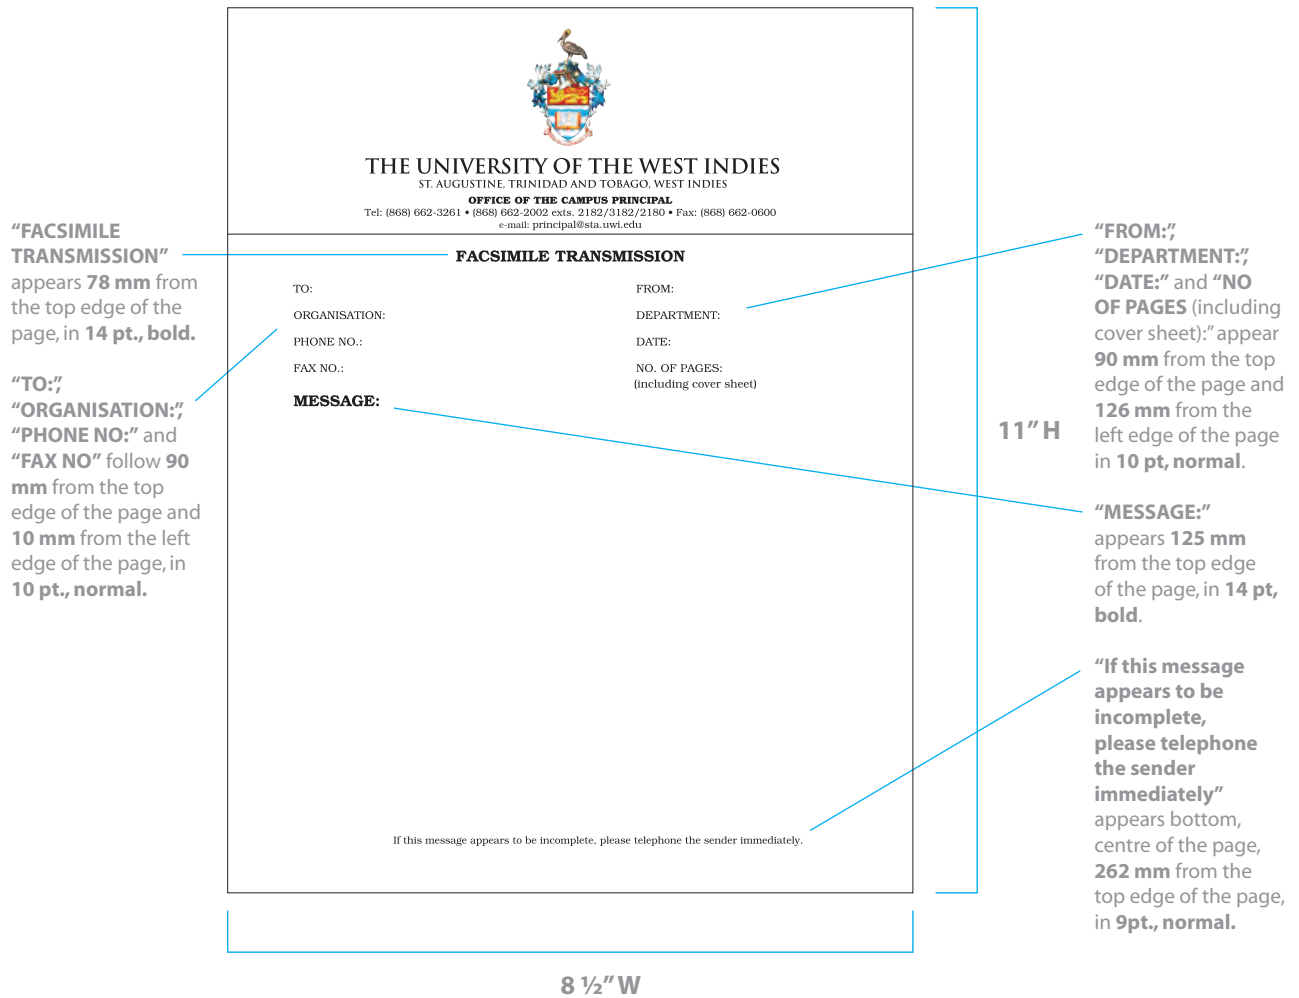 THE UNIVERSITY OF THE WEST INDIES
ST. AUGUSTINE, TRINIDAD AND TOBAGO, WEST INDIES
OFFICE OF THE CAMPUS PRINCIPAL
Tel: (868) 662-3261 • (868) 662-2002 exts. 2182/3182/2180 • Fax: (868) 662-0600
e-mail: principal@sta.uwi.edu
FACSIMILE TRANSMISSION
TO:
ORGANISATION:
PHONE NO.:
FAX NO.:
FROM:
DEPARTMENT:
DATE:
NO. OF PAGES:
(including cover sheet)
MESSAGE:
If this message appears to be incomplete, please telephone the sender immediately.
“FACSIMILE
TRANSMISSION”
appears 78 mm from
the top edge of the
page, in 14 pt., bold.
“TO:”,
“ORGANISATION:”,
“PHONE NO:” and
“FAX NO” follow 90
mm from the top
edge of the page and
10 mm from the left
edge of the page, in
10 pt., normal.
“FROM:”,
“DEPARTMENT:”,
“DATE:” and “NO
OF PAGES (including
cover sheet):” appear
90 mm from the top
edge of the page and
126 mm from the
left edge of the page
in 10 pt, normal.
“MESSAGE:”
appears 125 mm
from the top edge
of the page, in 14 pt,
bold.
“If this message
appears to be
incomplete,
please telephone
the sender
immediately”
appears bottom,
centre of the page,
262 mm from the
top edge of the page,
in 9pt., normal.
11” H
8 ½” W